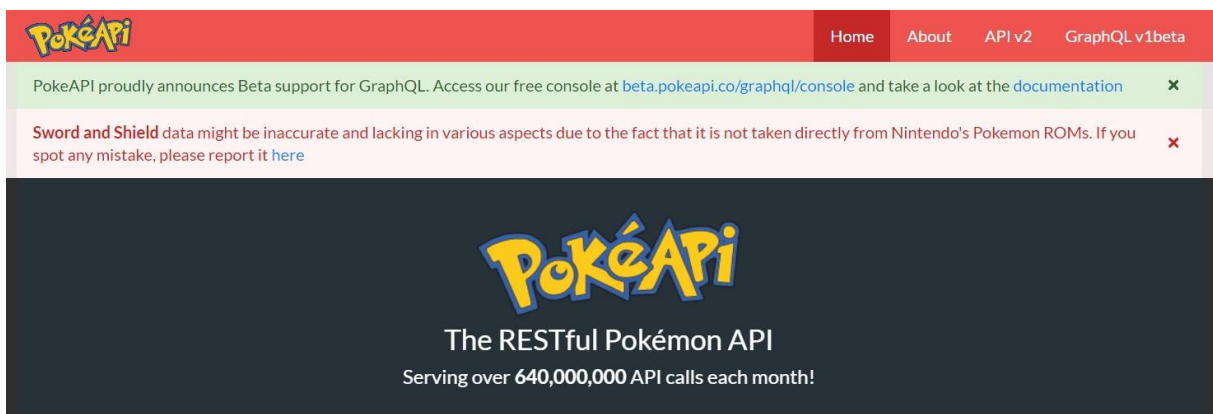 PokéAPi
Home About API v2 GraphQL v1beta
PokeAPI proudly announces Beta support for GraphQL. Access our free console at beta.pokeapi.co/graphql/console and take a look at the documentation ×
Sword and Shield data might be inaccurate and lacking in various aspects due to the fact that it is not taken directly from Nintendo's Pokemon ROMs. If you
spot any mistake, please report it here ×
PokéAPi
The RESTful Pokémon API
Serving over 640,000,000 API calls each month!